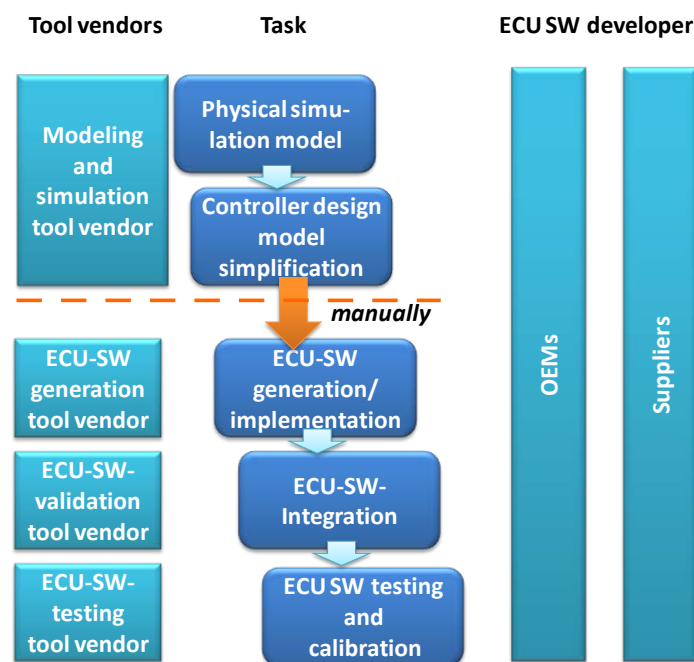 Tool vendors
Task
ECU SW developer
Modeling
and
simulation
tool vendor
Physical simu-
lation model
Controller design
model
simplification
manually
ECU-SW
generation
tool vendor
ECU-SW
generation/
implementation
ECU-SW-
validation
tool vendor
ECU-SW-
Integration
ECU-SW-
testing
tool vendor
ECU SW testing
and
calibration
OEMs
Suppliers